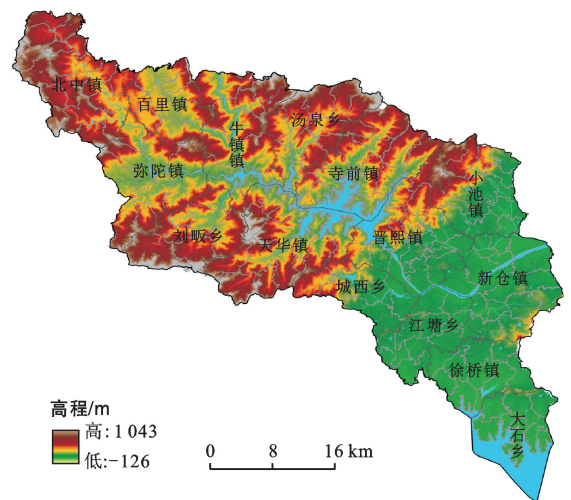 北中镇
百里镇
牛镇镇
汤泉乡
弥陀镇
寺前镇
小池镇
刘畈乡
天华镇
晋熙镇
城西乡
新仓镇
江塘乡
徐桥镇
大石乡
高程/m
高: 1 043
低: -126
0 8 16 km